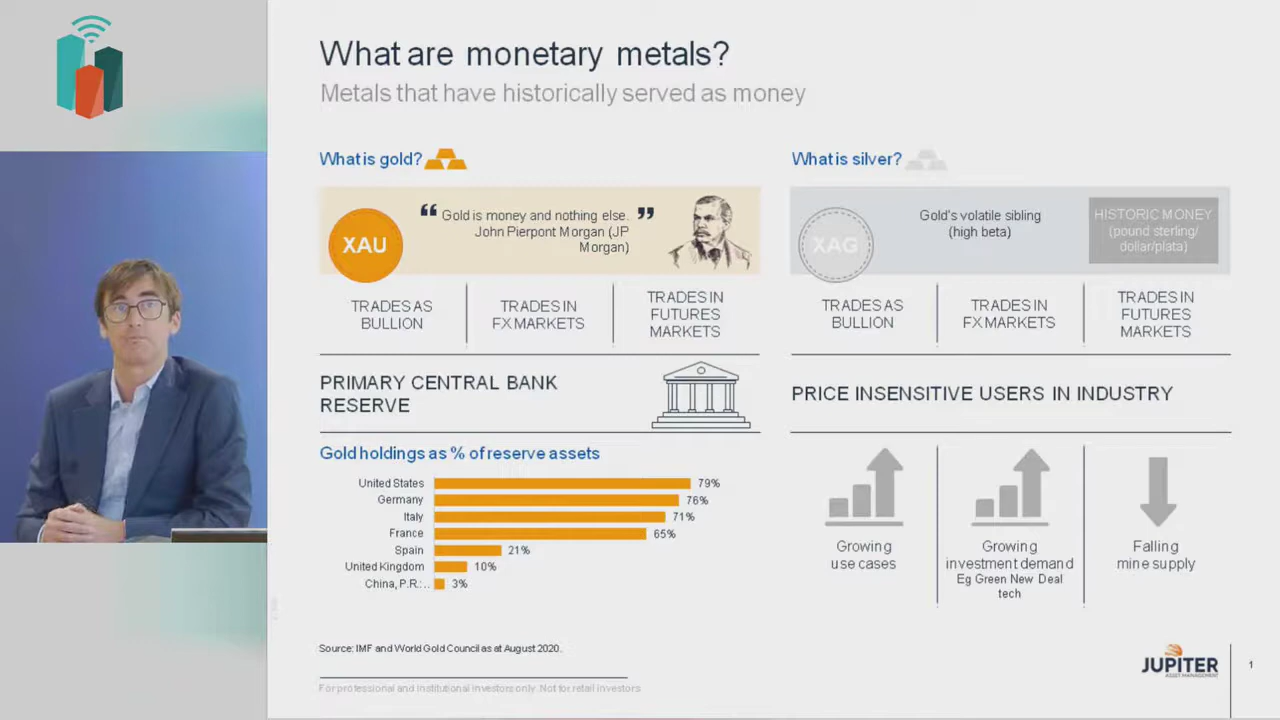 What are monetary metals?
Metals that have historically served as money
What is gold?
XAU
“ Gold is money and nothing else. ”
John Pierpont Morgan (JP
Morgan)
TRADES AS
BULLION
TRADES IN
FX MARKETS
TRADES IN
FUTURES
MARKETS
PRIMARY CENTRAL BANK
RESERVE
Gold holdings as % of reserve assets
United States 79%
Germany 76%
Italy 71%
France 65%
Spain 21%
United Kingdom 10%
China, P.R.:.. 3%
What is silver?
XAG
Gold's volatile sibling
(high beta)
HISTORIC MONEY
(pound sterling/
dollar/plata)
TRADES AS
BULLION
TRADES IN
FX MARKETS
TRADES IN
FUTURES
MARKETS
PRICE INSENSITIVE USERS IN INDUSTRY
Growing
use cases
Growing
investment demand
Eg Green New Deal
tech
Falling
mine supply
Source: IMF and World Gold Council as at August 2020.
For professional and institutional investors only. Not for retail investors
JUPITER
ASSET MANAGEMENT
1